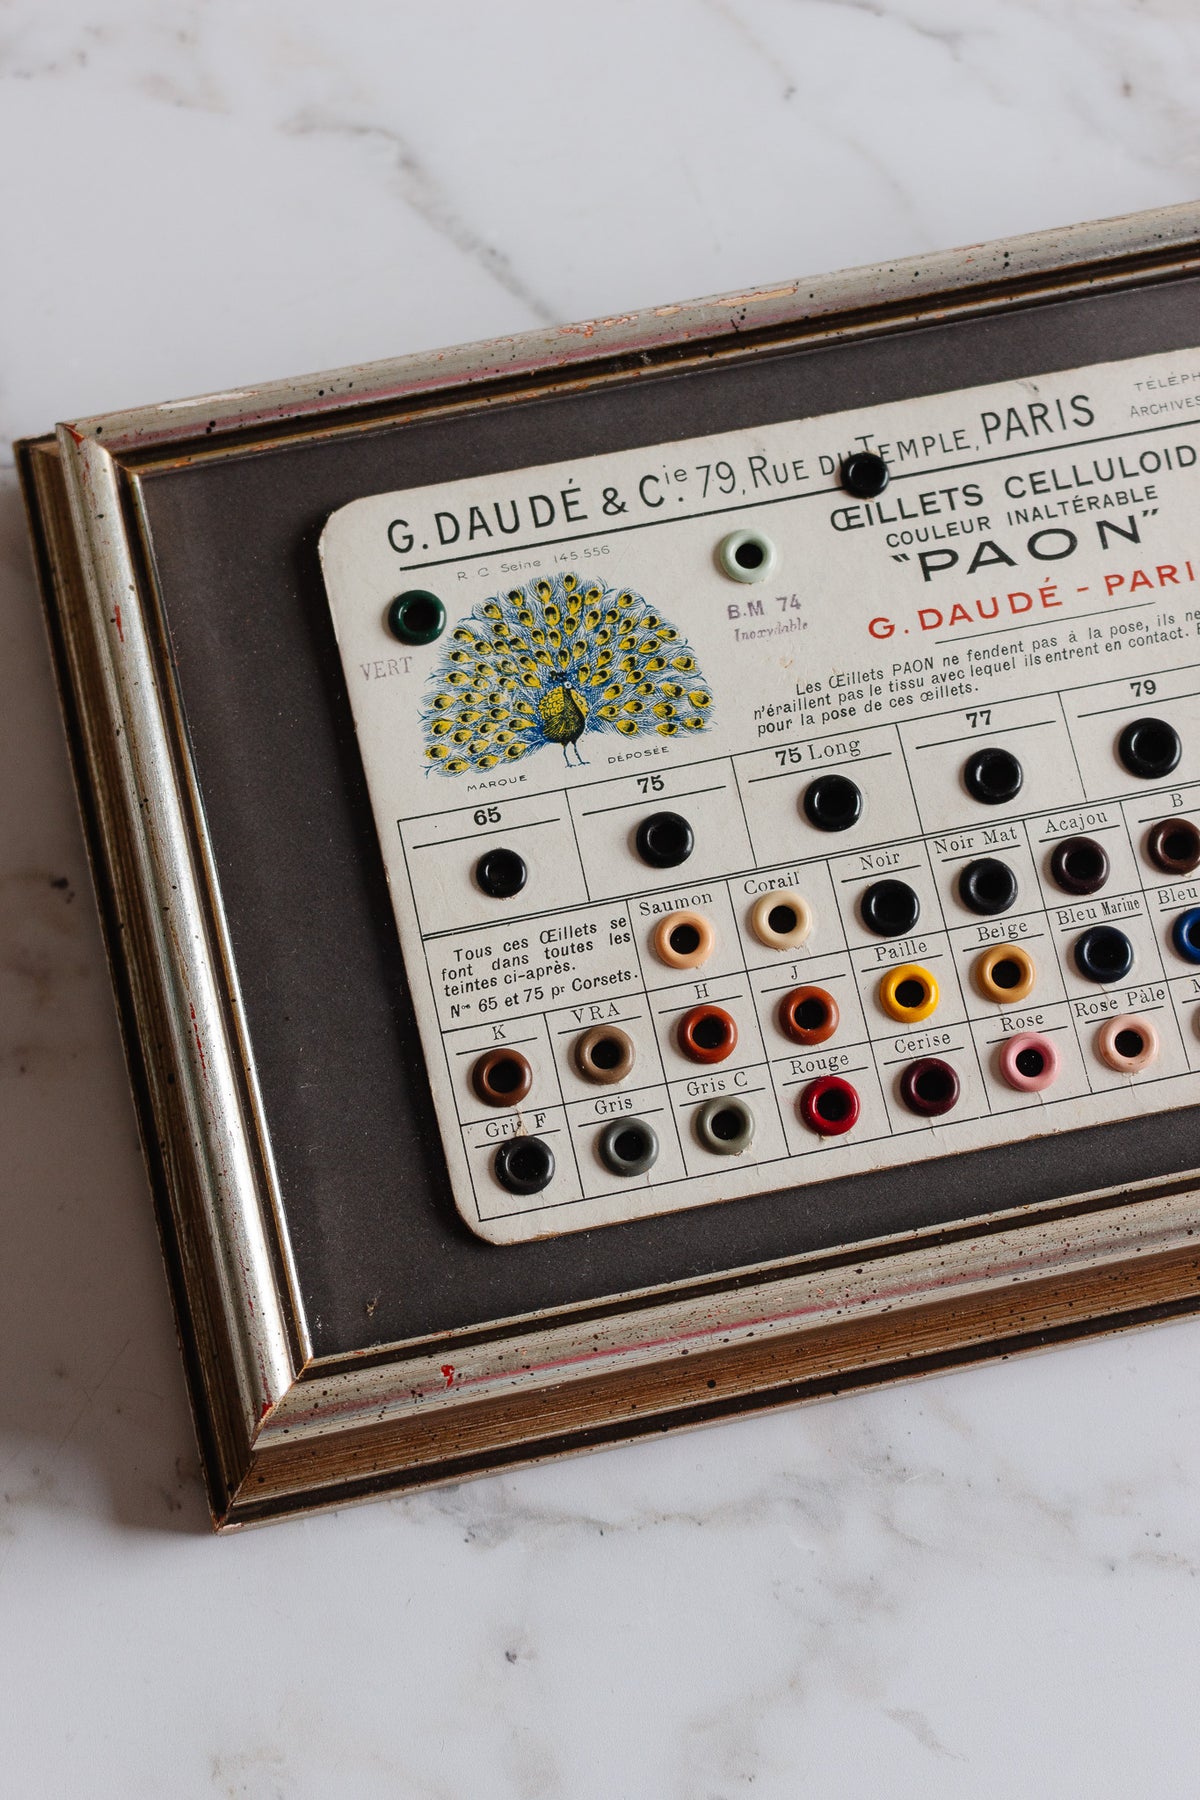 G. DAUDÉ & Cie. 79, RUE DU TEMPLE, PARIS
TÉLÉPH
ARCHIVES
R.C Seine 145.556
VERT
MARQUE DÉPOSÉE
B.M 74
Inoxydable
ŒILLETS CELLULOID
COULEUR INALTÉRABLE
"PAON"
G. DAUDÉ - PARI
Les Œillets PAON ne fendent pas à la pose, ils ne
n'éraillent pas le tissu avec lequel ils entrent en contact.
pour la pose de ces œillets.
65 75 75 Long 77 79
Tous ces Œillets se
font dans toutes les
teintes ci-après.
Nos 65 et 75 pr Corsets.
Saumon Corail Noir Noir Mat Acajou B
K VRA H J Paille Beige Bleu Marine Bleu
Gris F Gris Gris C Rouge Cerise Rose Rose Pàle